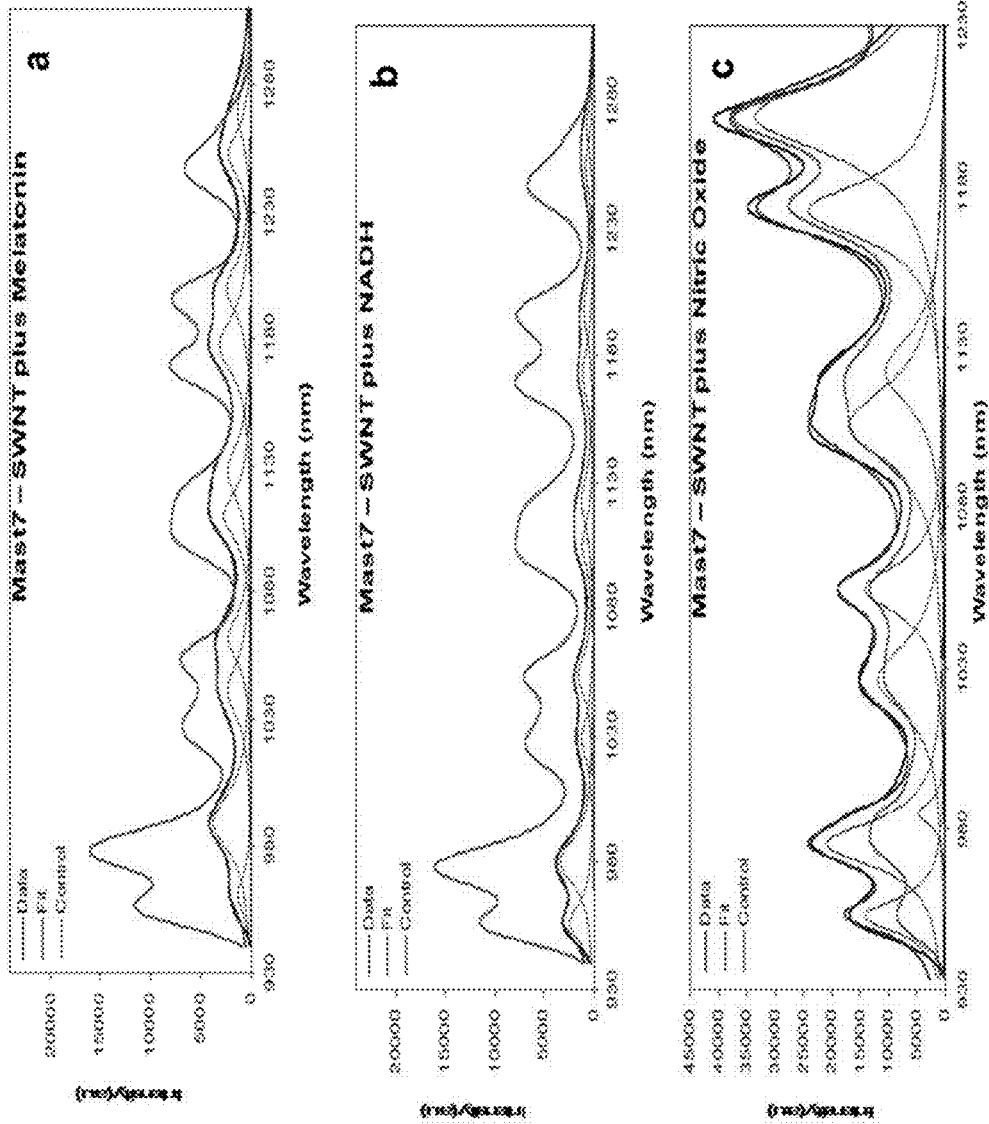 a
Mast7 – SWNT plus Melatonin
Data
Fit
Control
20000
15000
10000
5000
0
Intensity(au)
930
980
1030
1080
1130
1180
1230
1280
Wavelength (nm)
b
Mast7 – SWNT plus NADH
Data
Fit
Control
20000
15000
10000
5000
0
Intensity(au)
930
980
1030
1080
1130
1180
1230
1280
Wavelength (nm)
c
Mast7 – SWNT plus Nitric Oxide
Data
Fit
Control
45000
40000
35000
30000
25000
20000
15000
10000
5000
0
Intensity(au)
930
980
1030
1080
1130
1180
1230
Wavelength (nm)